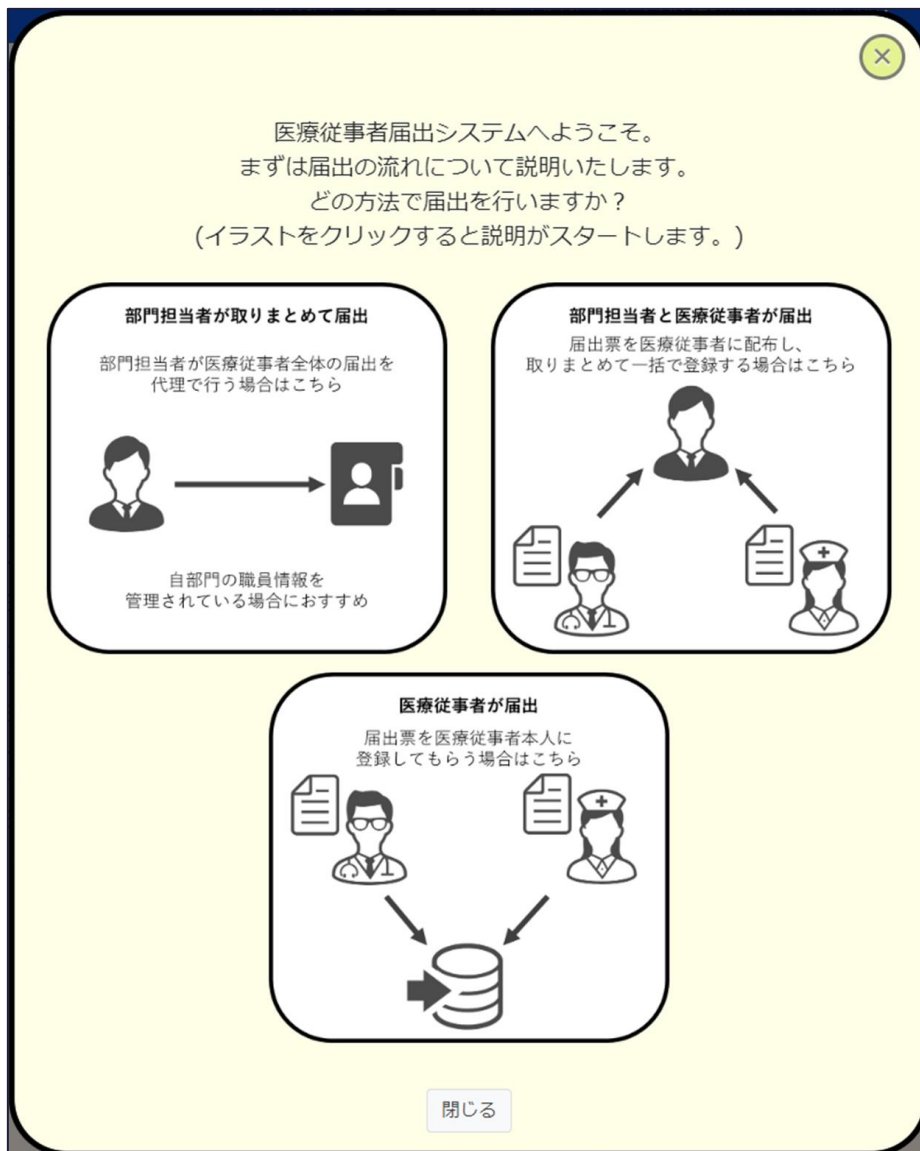 医療従事者届出システムへようこそ。
まずは届出の流れについて説明いたします。
どの方法で届出を行いますか？
(イラストをクリックすると説明がスタートします。)
部門担当者が取りまとめて届出
部門担当者が医療従事者全体の届出を
代理で行う場合はこちら
自部門の職員情報を
管理されている場合におすすめ
部門担当者と医療従事者が届出
届出票を医療従事者に配布し、
取りまとめて一括で登録する場合はこちら
医療従事者が届出
届出票を医療従事者本人に
登録してもらう場合はこちら
閉じる